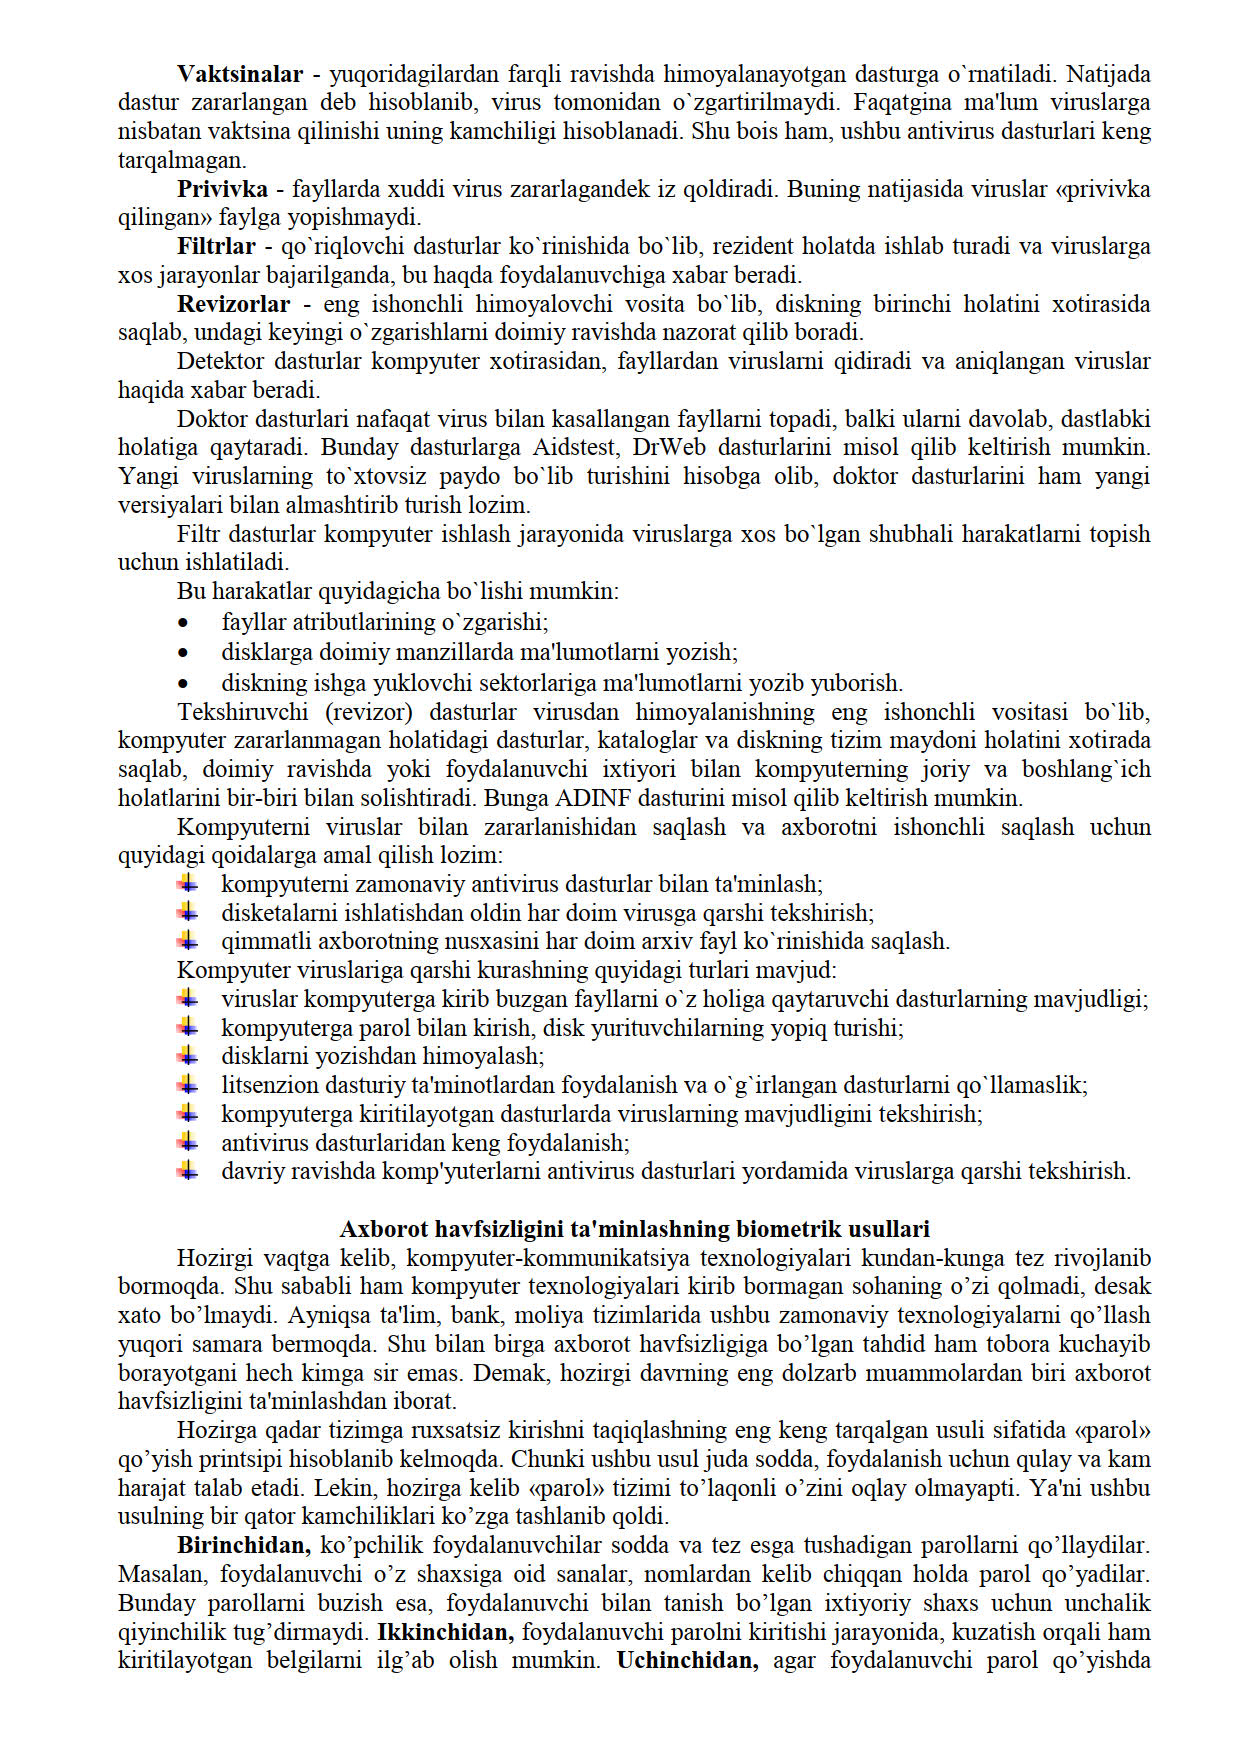 Vaktsinalar - yuqoridagilardan farqli ravishda himoyalanayotgan dasturga o`rnatiladi. Natijada
dastur zararlangan deb hisoblanib, virus tomonidan o`zgartirilmaydi. Faqatgina ma'lum viruslarga
nisbatan vaktsina qilinishi uning kamchiligi hisoblanadi. Shu bois ham, ushbu antivirus dasturlari keng
tarqalmagan.
Privivka - fayllarda xuddi virus zararlagandek iz qoldiradi. Buning natijasida viruslar «privivka
qilingan» faylga yopishmaydi.
Filtrlar - qo`riqlovchi dasturlar ko`rinishida bo`lib, rezident holatda ishlab turadi va viruslarga
xos jarayonlar bajarilganda, bu haqda foydalanuvchiga xabar beradi.
Revizorlar - eng ishonchli himoyalovchi vosita bo`lib, diskning birinchi holatini xotirasida
saqlab, undagi keyingi o`zgarishlarni doimiy ravishda nazorat qilib boradi.
Detektor dasturlar kompyuter xotirasidan, fayllardan viruslarni qidiradi va aniqlangan viruslar
haqida xabar beradi.
Doktor dasturlari nafaqat virus bilan kasallangan fayllarni topadi, balki ularni davolab, dastlabki
holatiga qaytaradi. Bunday dasturlarga Aidstest, DrWeb dasturlarini misol qilib keltirish mumkin.
Yangi viruslarning to`xtovsiz paydo bo`lib turishini hisobga olib, doktor dasturlarini ham yangi
versiyalari bilan almashtirib turish lozim.
Filtr dasturlar kompyuter ishlash jarayonida viruslarga xos bo`lgan shubhali harakatlarni topish
uchun ishlatiladi.
Bu harakatlar quyidagicha bo`lishi mumkin:
• fayllar atributlarining o`zgarishi;
• disklarga doimiy manzillarda ma'lumotlarni yozish;
• diskning ishga yuklovchi sektorlariga ma'lumotlarni yozib yuborish.
Tekshiruvchi (revizor) dasturlar virusdan himoyalanishning eng ishonchli vositasi bo`lib,
kompyuter zararlanmagan holatidagi dasturlar, kataloglar va diskning tizim maydoni holatini xotirada
saqlab, doimiy ravishda yoki foydalanuvchi ixtiyori bilan kompyuterning joriy va boshlang`ich
holatlarini bir-biri bilan solishtiradi. Bunga ADINF dasturini misol qilib keltirish mumkin.
Kompyuterni viruslar bilan zararlanishidan saqlash va axborotni ishonchli saqlash uchun
quyidagi qoidalarga amal qilish lozim:
kompyuterni zamonaviy antivirus dasturlar bilan ta'minlash;
disketalarni ishlatishdan oldin har doim virusga qarshi tekshirish;
qimmatli axborotning nusxasini har doim arxiv fayl ko`rinishida saqlash.
Kompyuter viruslariga qarshi kurashning quyidagi turlari mavjud:
viruslar kompyuterga kirib buzgan fayllarni o`z holiga qaytaruvchi dasturlarning mavjudligi;
kompyuterga parol bilan kirish, disk yurituvchilarning yopiq turishi;
disklarni yozishdan himoyalash;
litsenzion dasturiy ta'minotlardan foydalanish va o`g`irlangan dasturlarni qo`llamaslik;
kompyuterga kiritilayotgan dasturlarda viruslarning mavjudligini tekshirish;
antivirus dasturlaridan keng foydalanish;
davriy ravishda komp'yuterlarni antivirus dasturlari yordamida viruslarga qarshi tekshirish.
Axborot havfsizligini ta'minlashning biometrik usullari
Hozirgi vaqtga kelib, kompyuter-kommunikatsiya texnologiyalari kundan-kunga tez rivojlanib
bormoqda. Shu sababli ham kompyuter texnologiyalari kirib bormagan sohaning o’zi qolmadi, desak
xato bo’lmaydi. Ayniqsa ta'lim, bank, moliya tizimlarida ushbu zamonaviy texnologiyalarni qo’llash
yuqori samara bermoqda. Shu bilan birga axborot havfsizligiga bo’lgan tahdid ham tobora kuchayib
borayotgani hech kimga sir emas. Demak, hozirgi davrning eng dolzarb muammolardan biri axborot
havfsizligini ta'minlashdan iborat.
Hozirga qadar tizimga ruxsatsiz kirishni taqiqlashning eng keng tarqalgan usuli sifatida «parol»
qo’yish printsipi hisoblanib kelmoqda. Chunki ushbu usul juda sodda, foydalanish uchun qulay va kam
harajat talab etadi. Lekin, hozirga kelib «parol» tizimi to’laqonli o’zini oqlay olmayapti. Ya'ni ushbu
usulning bir qator kamchiliklari ko’zga tashlanib qoldi.
Birinchidan, ko’pchilik foydalanuvchilar sodda va tez esga tushadigan parollarni qo’llaydilar.
Masalan, foydalanuvchi o’z shaxsiga oid sanalar, nomlardan kelib chiqqan holda parol qo’yadilar.
Bunday parollarni buzish esa, foydalanuvchi bilan tanish bo’lgan ixtiyoriy shaxs uchun unchalik
qiyinchilik tug’dirmaydi. Ikkinchidan, foydalanuvchi parolni kiritishi jarayonida, kuzatish orqali ham
kiritilayotgan belgilarni ilg’ab olish mumkin. Uchinchidan, agar foydalanuvchi parol qo’yishda